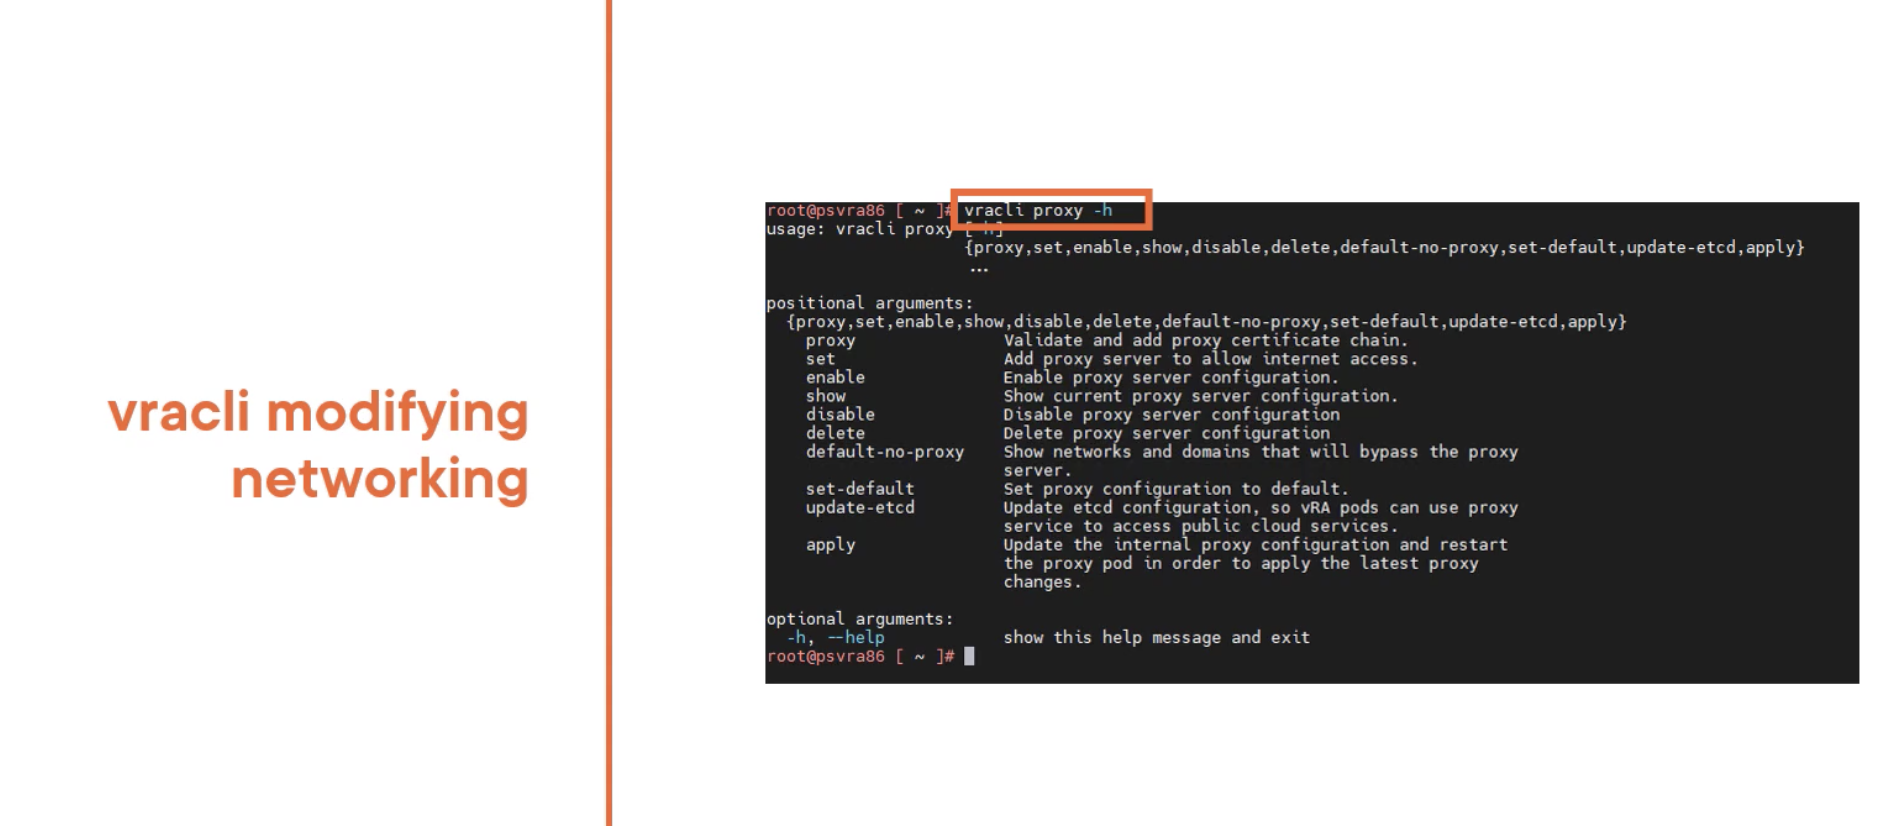 vracli modifying
networking
root@psvra86 [ ~ ]# vracli proxy -h
usage: vracli proxy [-h]
{proxy,set,enable,show,disable,delete,default-no-proxy,set-default,update-etcd,apply}
...
positional arguments:
{proxy,set,enable,show,disable,delete,default-no-proxy,set-default,update-etcd,apply}
proxy Validate and add proxy certificate chain.
set Add proxy server to allow internet access.
enable Enable proxy server configuration.
show Show current proxy server configuration.
disable Disable proxy server configuration
delete Delete proxy server configuration
default-no-proxy Show networks and domains that will bypass the proxy
server.
set-default Set proxy configuration to default.
update-etcd Update etcd configuration, so vRA pods can use proxy
service to access public cloud services.
apply Update the internal proxy configuration and restart
the proxy pod in order to apply the latest proxy
changes.
optional arguments:
-h, --help show this help message and exit
root@psvra86 [ ~ ]#